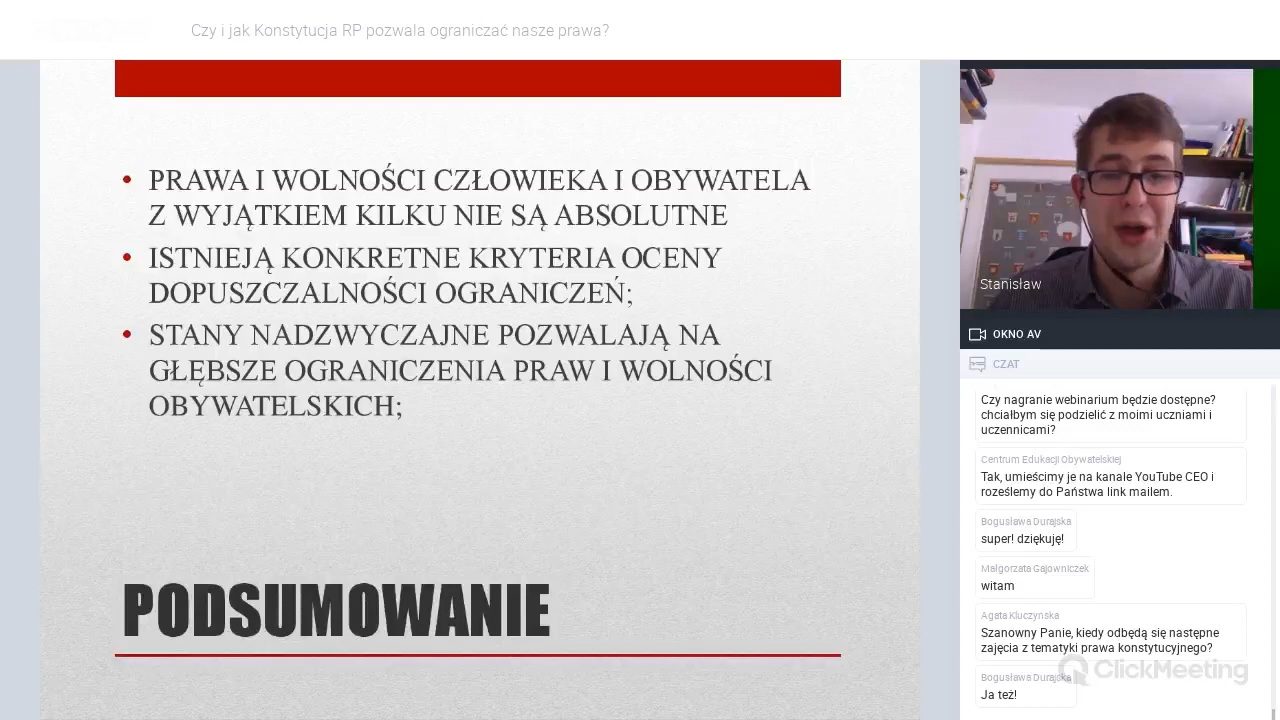 Czy i jak Konstytucja RP pozwala ograniczać nasze prawa?
PRAWA I WOLNOŚCI CZŁOWIEKA I OBYWATELA
Z WYJĄTKIEM KILKU NIE SĄ ABSOLUTNE
ISTNIEJĄ KONKRETNE KRYTERIA OCENY
DOPUSZCZALNOŚCI OGRANICZEŃ;
STANY NADZWYCZAJNE POZWALAJĄ NA
GŁĘBSZE OGRANICZENIA PRAW I WOLNOŚCI
OBYWATELSKICH;
PODSUMOWANIE
Stanisław
OKNO AV
CZAT
Czy nagranie webinarium będzie dostępne?
chciałbym się podzielić z moimi uczniami i
uczennicami?
Centrum Edukacji Obywatelskiej
Tak, umieścimy je na kanale YouTube CEO i
roześlemy do Państwa link mailem.
Bogusława Durajska
super! dziękuję!
Małgorzata Gajowniczek
witam
Agata Kluczynska
Szanowny Panie, kiedy odbędą się następne
zajęcia z tematyki prawa konstytucyjnego?
ClickMeeting
Bogusława Durajska
Ja też!